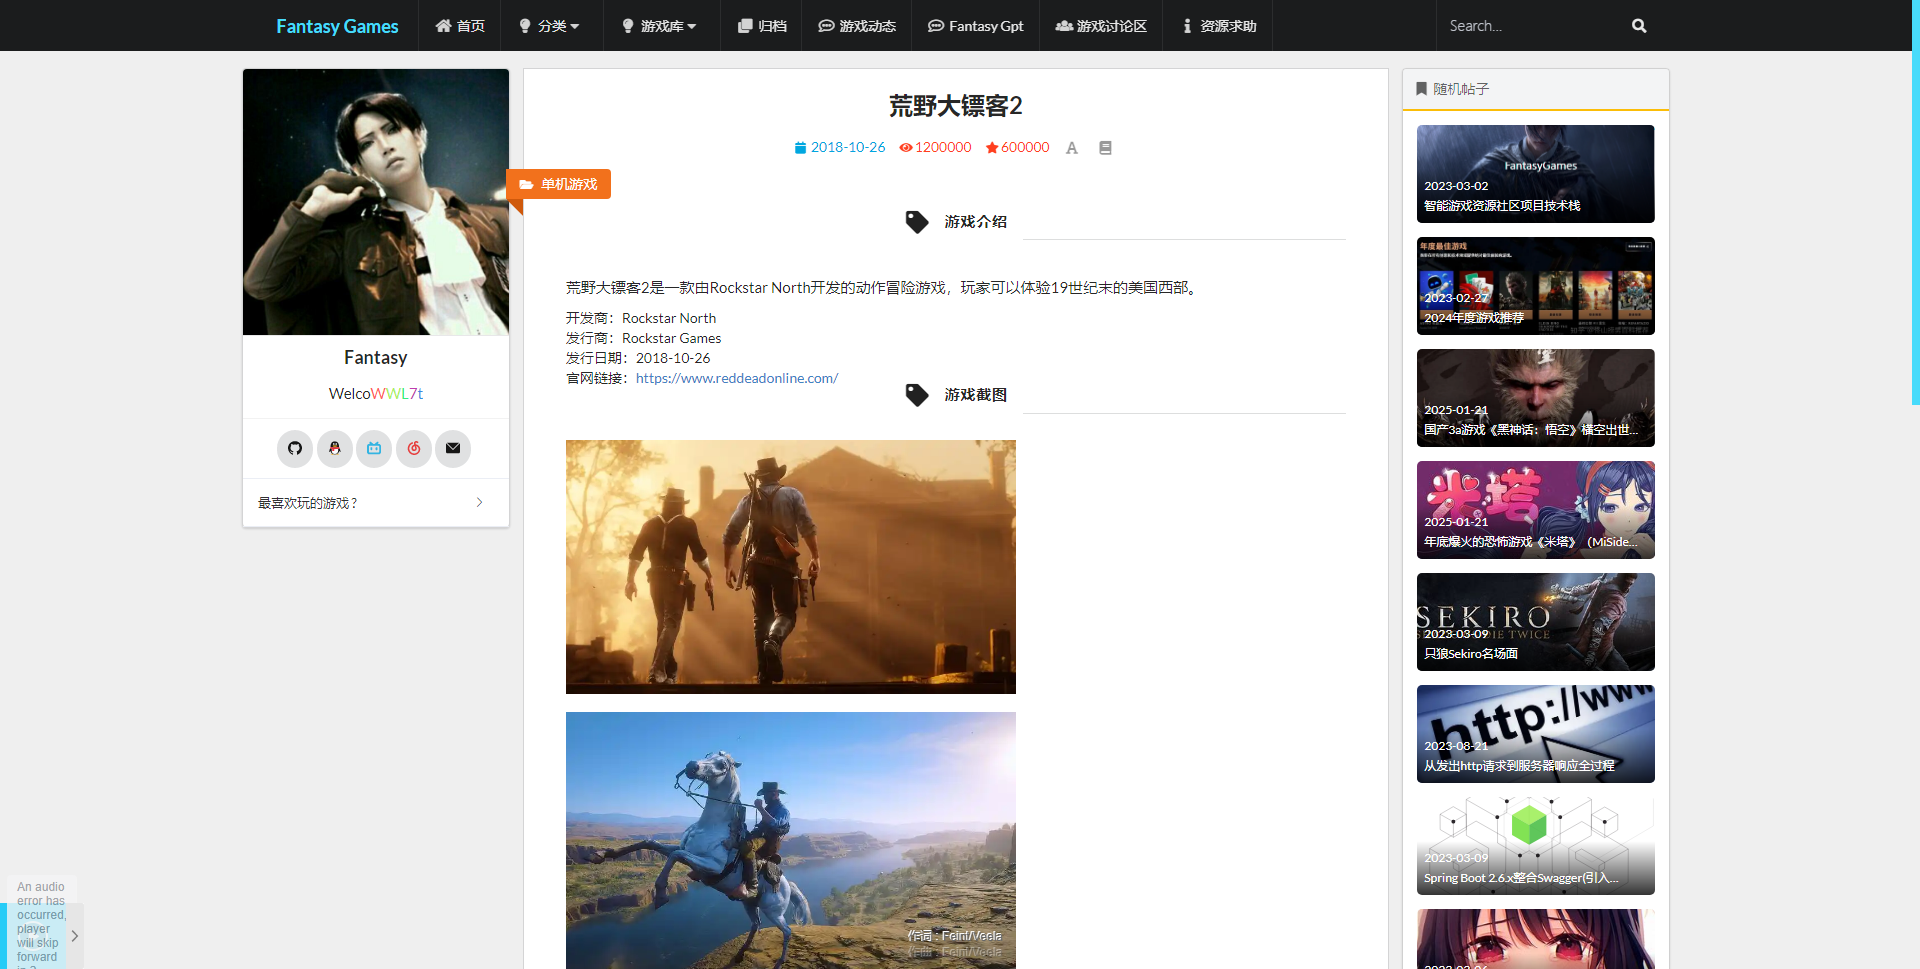 Fantasy Games
首页
分类
游戏库
归档
游戏动态
Fantasy Gpt
游戏讨论区
资源求助
Search...
Fantasy
WelcoWWL7t
最喜欢玩的游戏？
荒野大镖客2
2018-10-26 1200000 600000
单机游戏
游戏介绍
荒野大镖客2是一款由Rockstar North开发的动作冒险游戏，玩家可以体验19世纪末的美国西部。
开发商：Rockstar North
发行商：Rockstar Games
发行日期：2018-10-26
官网链接：https://www.reddeadonline.com/
游戏截图
作词 : Feint/Veela
作曲 : Feint/Veela
随机帖子
FantasyGames
2023-03-02
智能游戏资源社区项目技术栈
年度最佳游戏
2023-02-27
2024年度游戏推荐
2025-01-21
国产3a游戏《黑神话：悟空》横空出世...
米塔
2025-01-21
年底爆火的恐怖游戏《米塔》（MiSide...
SEKIRO
2023-03-09
只狼Sekiro名场面
http://www
2023-08-21
从发出http请求到服务器响应全过程
2023-03-09
Spring Boot 2.6.x整合Swagger(引入...
An audio
error has
occurred,
player
will skip
forward